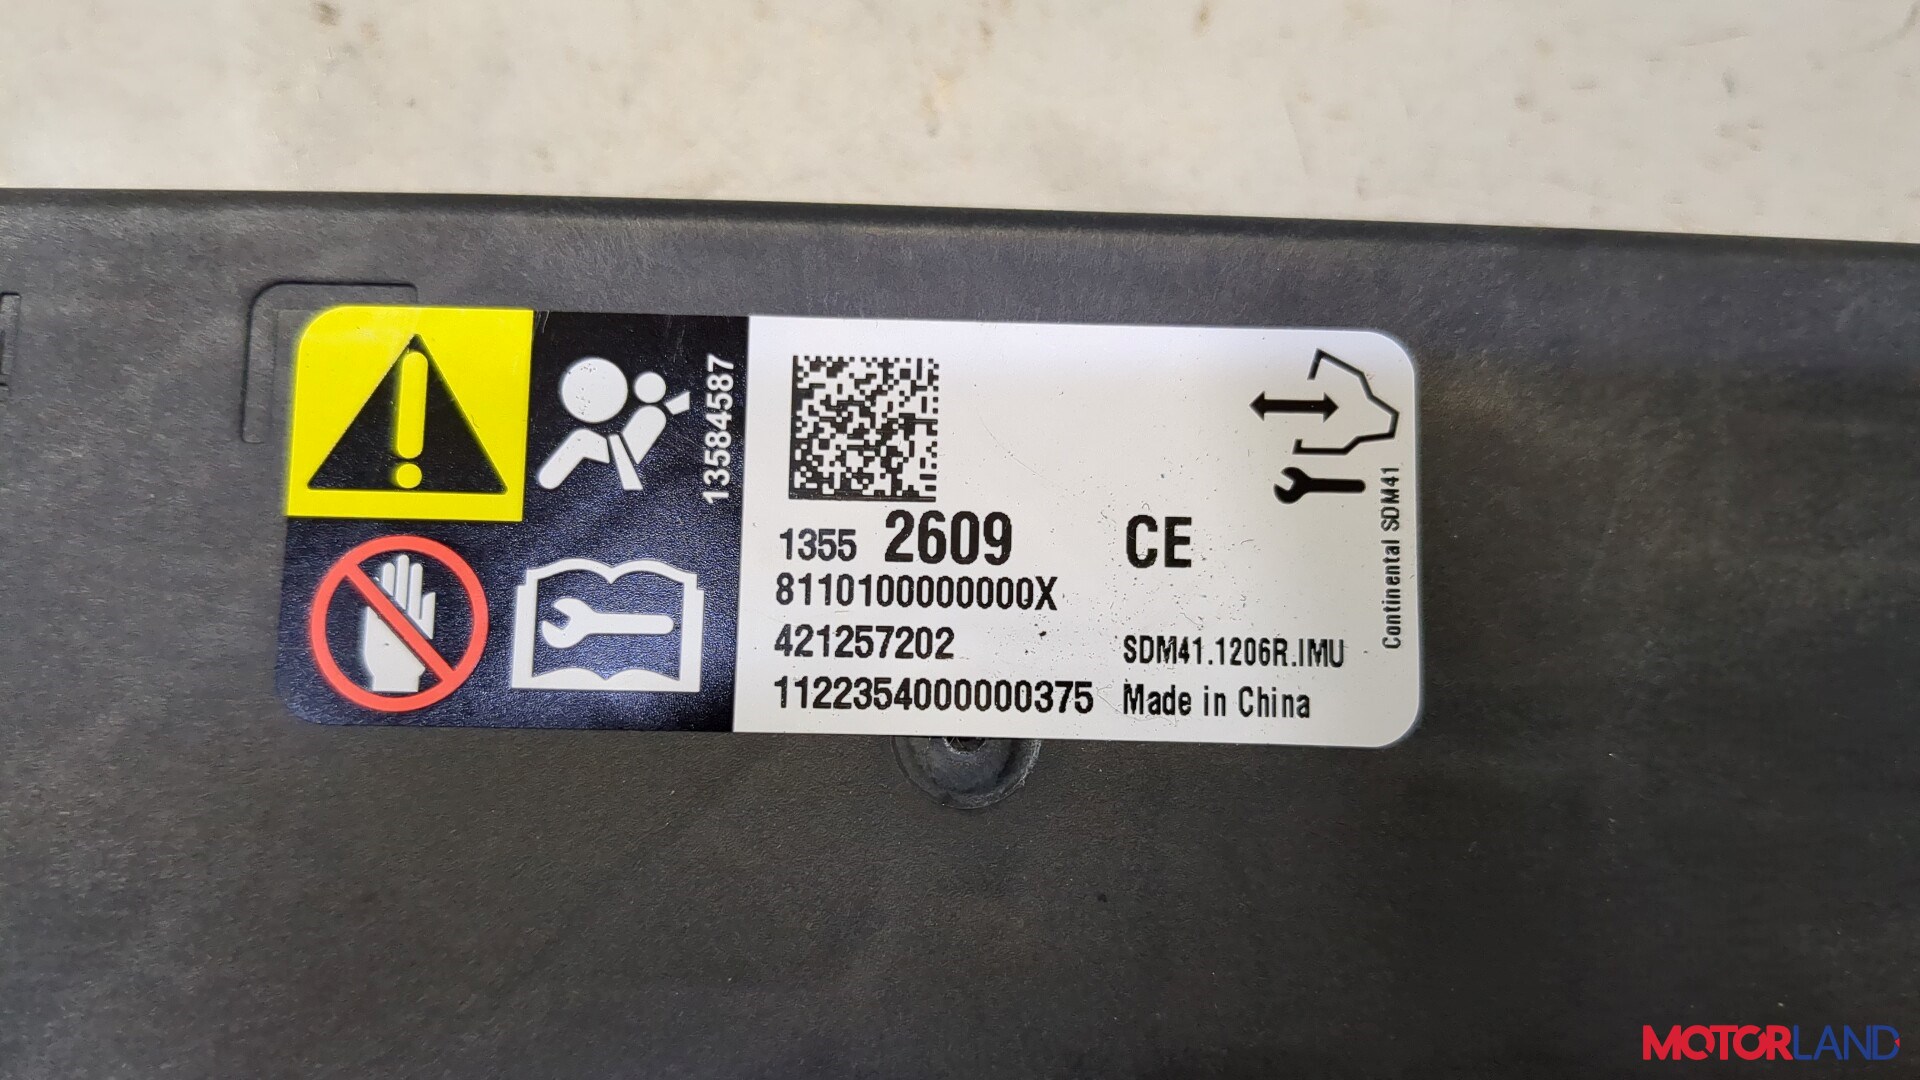 13584587
1355 2609 CE
8110100000000X
421257202 SDM41.1206R.IMU
1122354000000375 Made in China
Continental SDM41
MOTORLAND